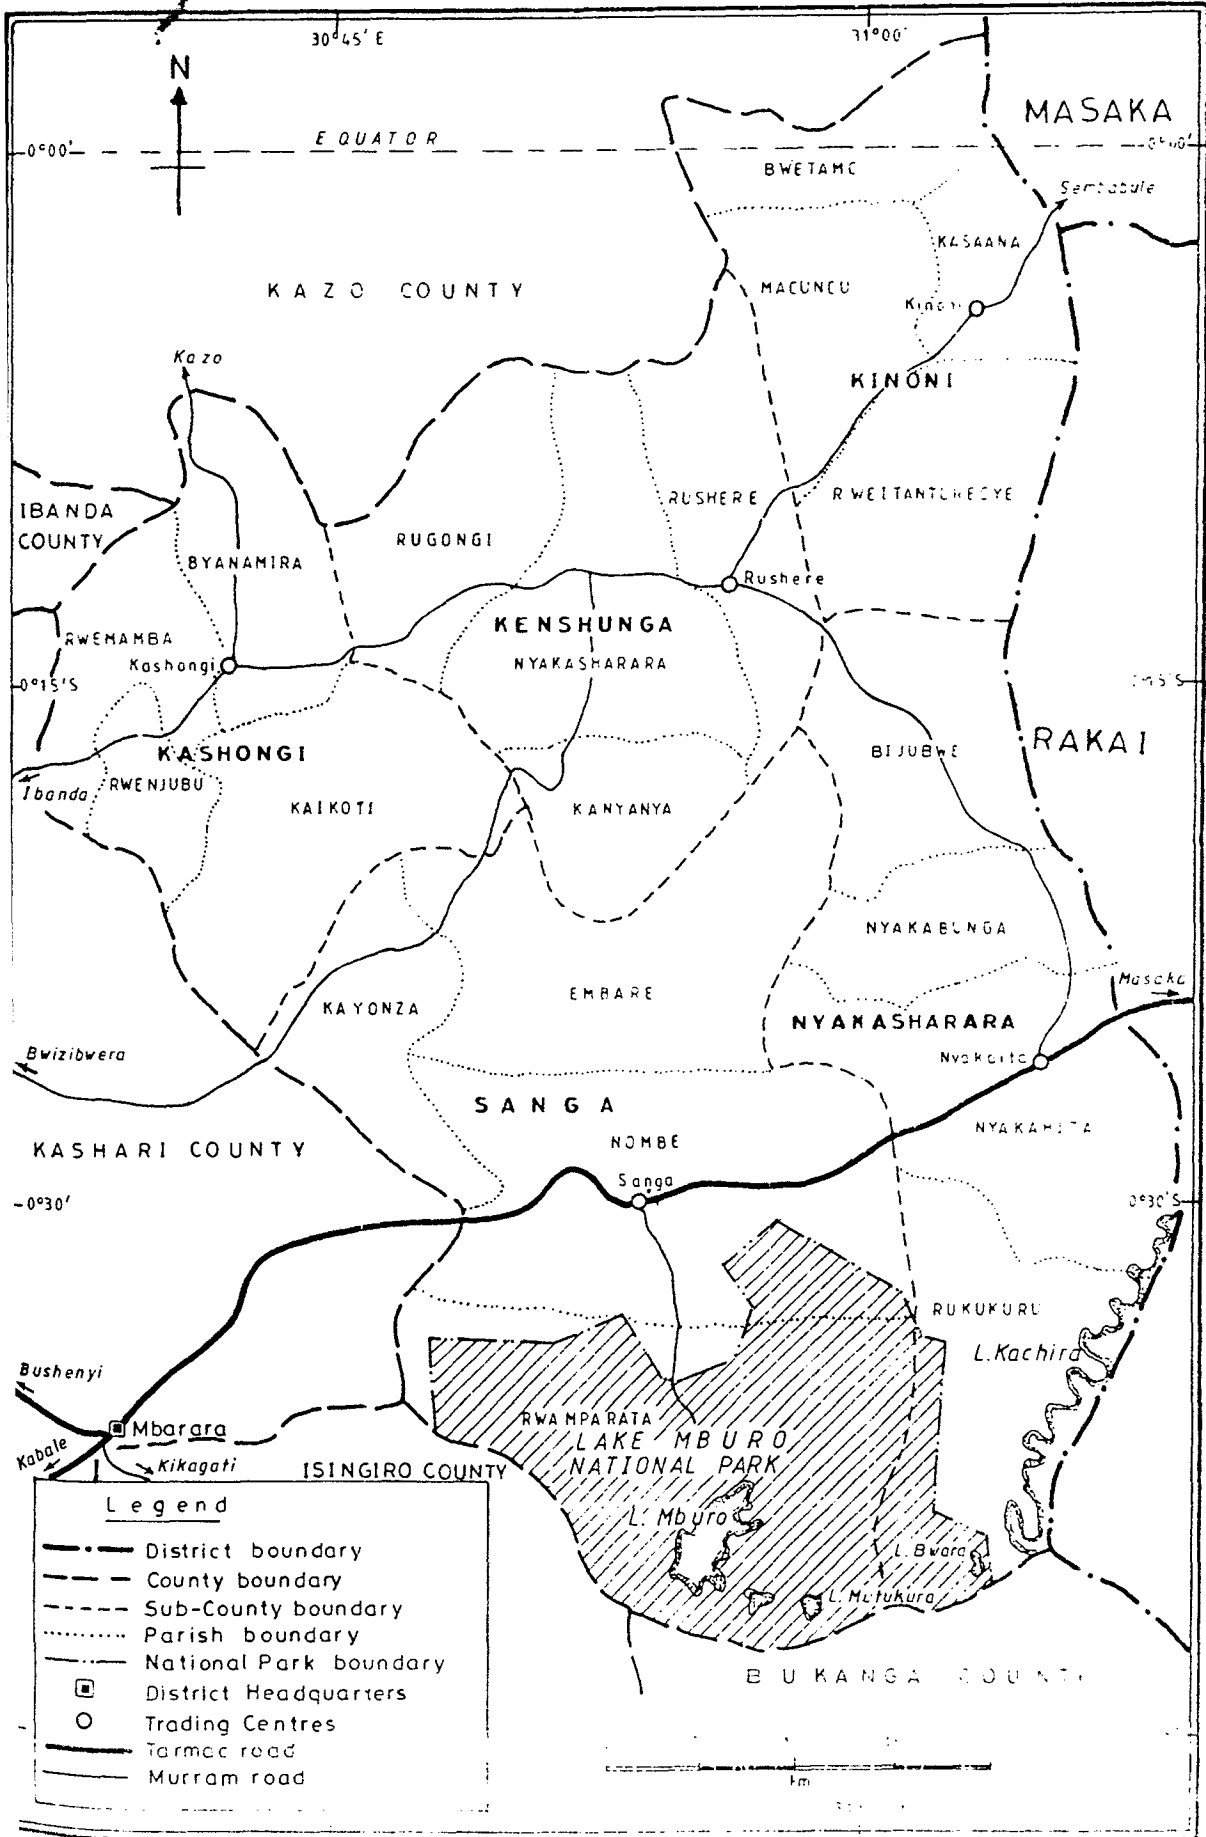 30°45' E
31°00'
N
MASAKA
0°00'
EQUATOR
BWETAMC
Sembabule
KASAANA
KAZO COUNTY
MACUNCU
Kinoni
Kazo
KINONI
IBANDA
COUNTY
RUSHERE
RUGONGI
BYANAMIRA
Rushere
KENSHUNGA
RWEMAMBA
Kashongi
NYAKASHARARA
0°15'S
RAKAI
BIJUBWE
KASHONGI
RWENJUBU
Ibanda
KAIKOTI
KANYANYA
NYAKABUNGA
Masaka
EMBARE
KAYONZA
NYAKASHARARA
Bwizibwera
SANGA
NYAKAHITA
NOMBE
KASHARI COUNTY
Sanga
0°30'
0°30'S
RUKUKURU
L.Kachira
Bushenyi
RWAMPARATA
Mbarara
LAKE MBURO
Kabale
Kikagati
NATIONAL PARK
ISINGIRO COUNTY
Legend
L. Mburo
District boundary
L. Bwara
County boundary
L. Mutukura
Sub-County boundary
Parish boundary
National Park boundary
BUKANGA COUNTY
District Headquarters
Trading Centres
Tarmac road
Murram road
km